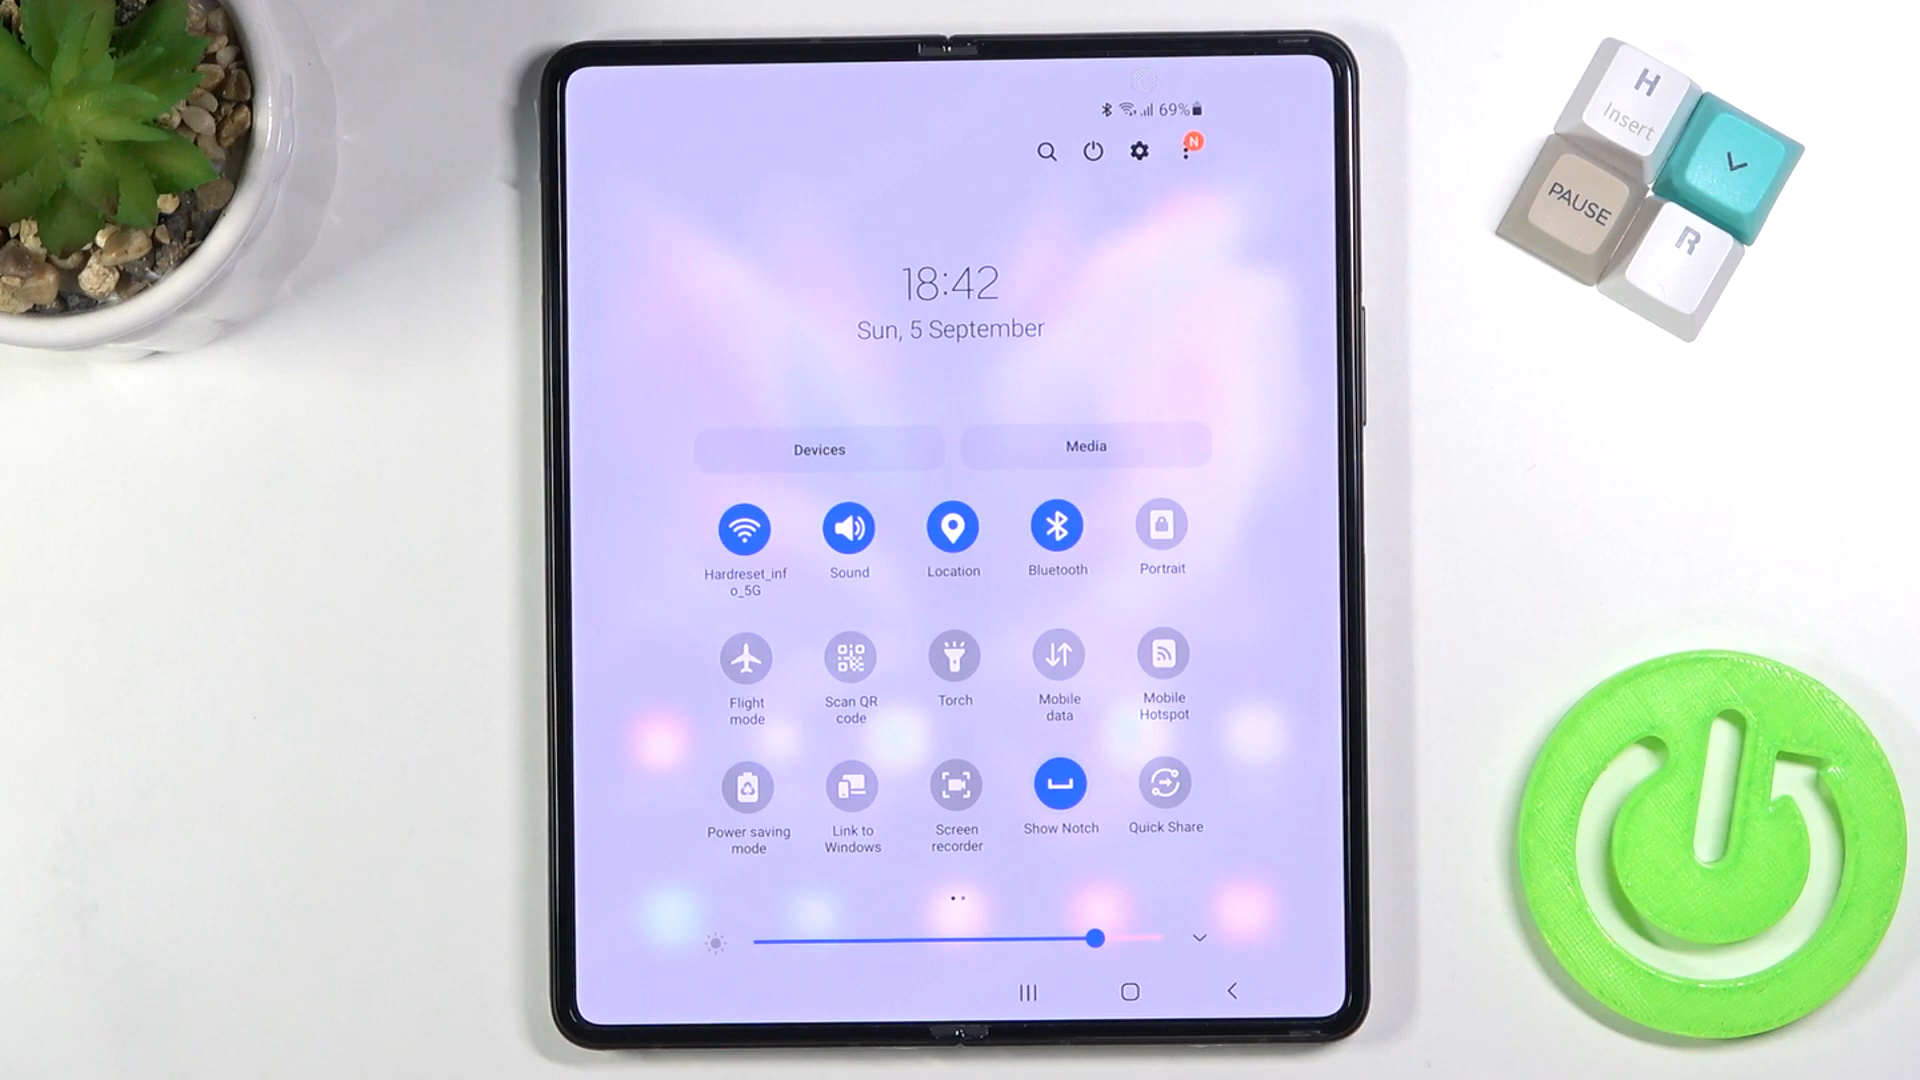 69%
N
18:42
Sun, 5 September
Devices
Media
Hardreset_inf
o_5G
Sound
Location
Bluetooth
Portrait
Flight
mode
Scan QR
code
Torch
Mobile
data
Mobile
Hotspot
Power saving
mode
Link to
Windows
Screen
recorder
Show Notch
Quick Share
H
Insert
PAUSE
R